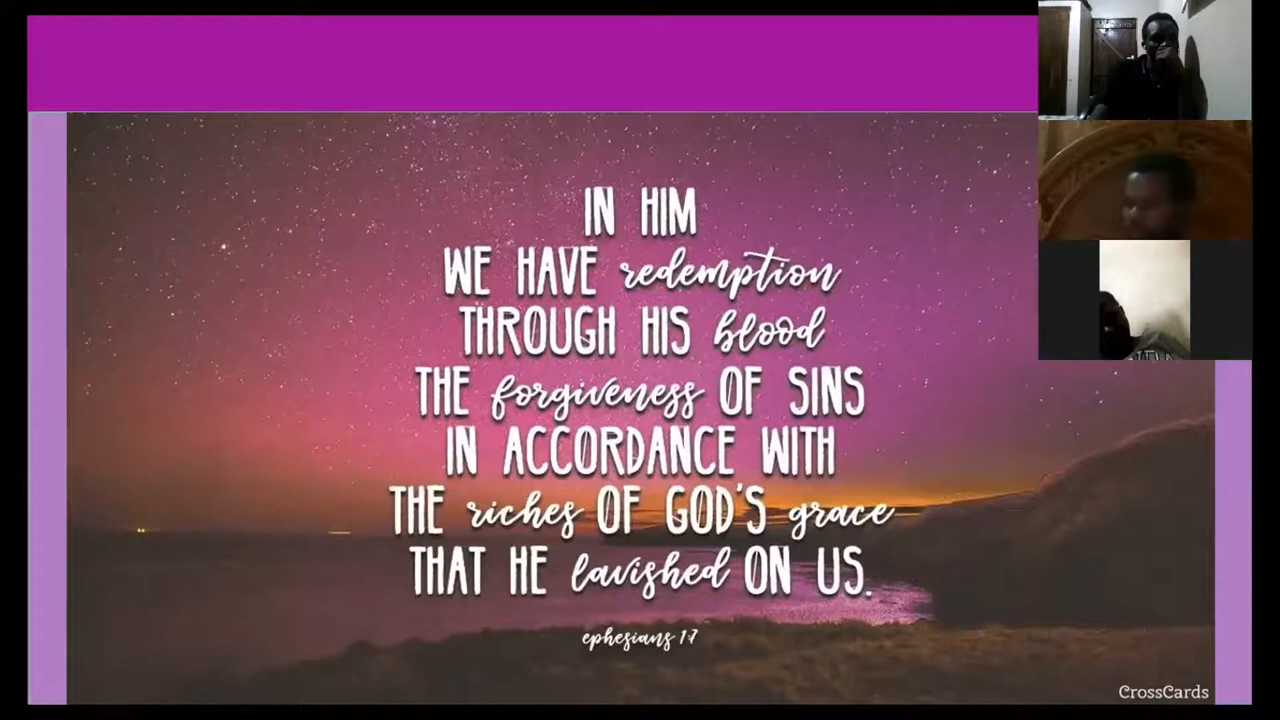 IN HIM
WE HAVE redemption
THROUGH HIS blood
THE forgiveness OF SINS
IN ACCORDANCE WITH
THE riches OF GOD'S grace
THAT HE lavished ON US.
ephesians 1:7
CrossCards